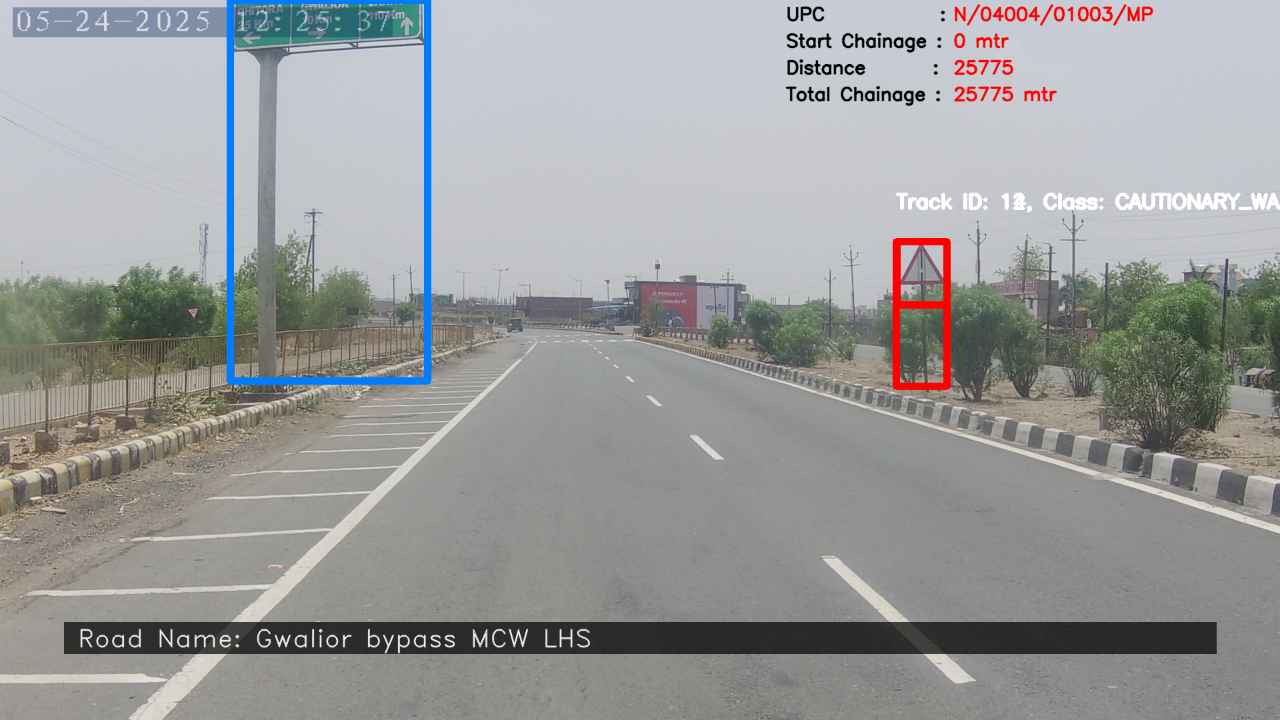 05-24-2025 12:25:37
GWALIOR
UPC : N/04004/01003/MP
Start Chainage : 0 mtr
Distance : 25775
Total Chainage : 25775 mtr
Class: CAUTIONARY_WA
Track ID:
Road Name: Gwalior bypass MCW LHS